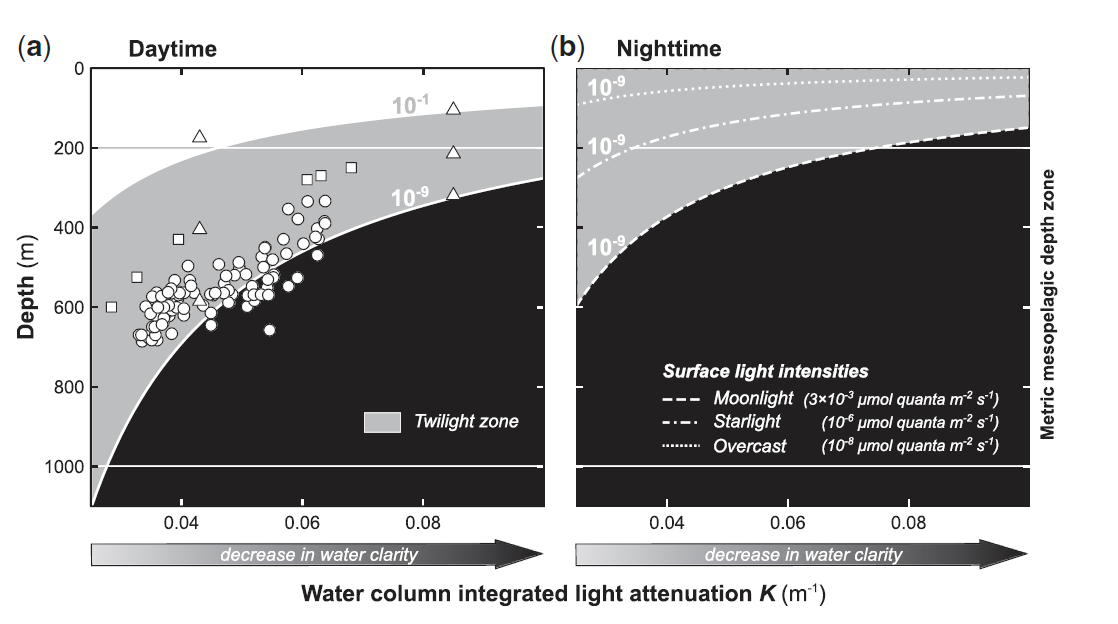 (a) Daytime
0
200
400
600
800
1000
Depth (m)
10⁻¹
10⁻⁹
Twilight zone
0.04 0.06 0.08
decrease in water clarity
(b) Nighttime
10⁻⁹
10⁻⁹
10⁻⁹
Surface light intensities
Moonlight (3×10⁻³ μmol quanta m⁻² s⁻¹)
Starlight (10⁻⁶ μmol quanta m⁻² s⁻¹)
Overcast (10⁻⁸ μmol quanta m⁻² s⁻¹)
Metric mesopelagic depth zone
0.04 0.06 0.08
decrease in water clarity
Water column integrated light attenuation K (m⁻¹)